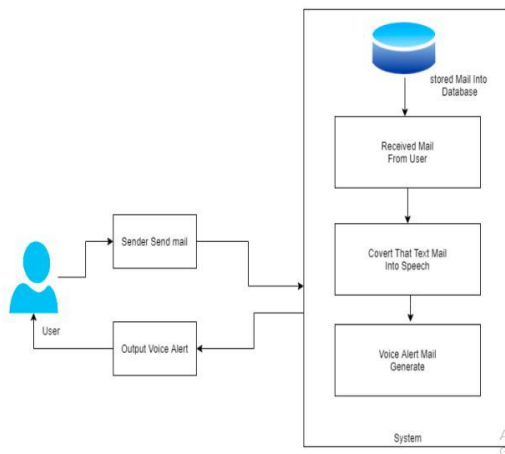 stored Mail Into
Database
Received Mail
From User
Sender Send mail
Covert That Text Mail
Into Speech
User
Output Voice Alert
Voice Alert Mail
Generate
System